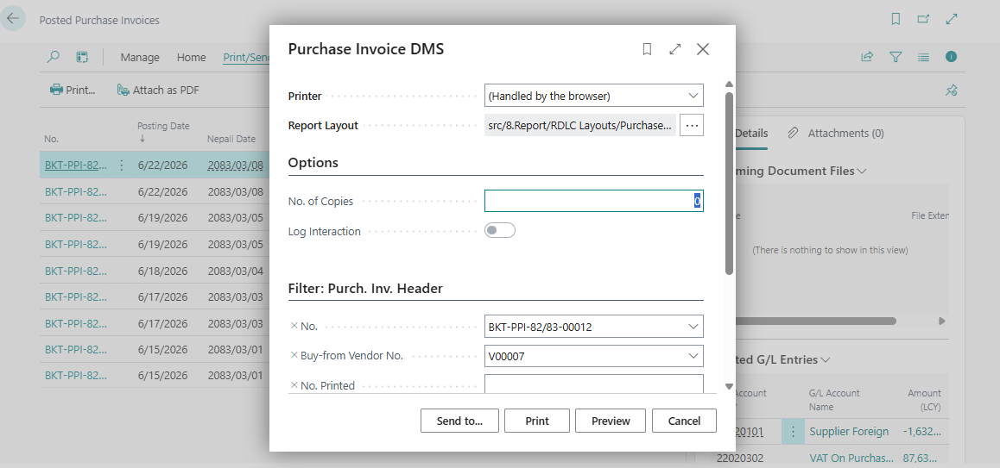 Posted Purchase Invoices
Purchase Invoice DMS
Manage Home Print/Send
Print... Attach as PDF
Printer (Handled by the browser)
Report Layout src/8.Report/RDLC Layouts/Purchase... ...
Options
No. of Copies 0
Log Interaction
Filter: Purch. Inv. Header
No. BKT-PPI-82/83-00012
Buy-from Vendor No. V00007
No. Printed
Send to... Print Preview Cancel
No. Posting Date ↓ Nepali Date
BKT-PPI-82... 6/22/2026 2083/03/08
BKT-PPI-82... 6/22/2026 2083/03/08
BKT-PPI-82... 6/19/2026 2083/03/05
BKT-PPI-82... 6/19/2026 2083/03/05
BKT-PPI-82... 6/18/2026 2083/03/04
BKT-PPI-82... 6/17/2026 2083/03/03
BKT-PPI-82... 6/17/2026 2083/03/03
BKT-PPI-82... 6/15/2026 2083/03/01
BKT-PPI-82... 6/15/2026 2083/03/01
Details Attachments (0)
ming Document Files
File Exten
(There is nothing to show in this view)
ted G/L Entries
ccount G/L Account Name Amount (LCY)
20101 Supplier Foreign -1,632...
22020302 VAT On Purchas... 87,63...